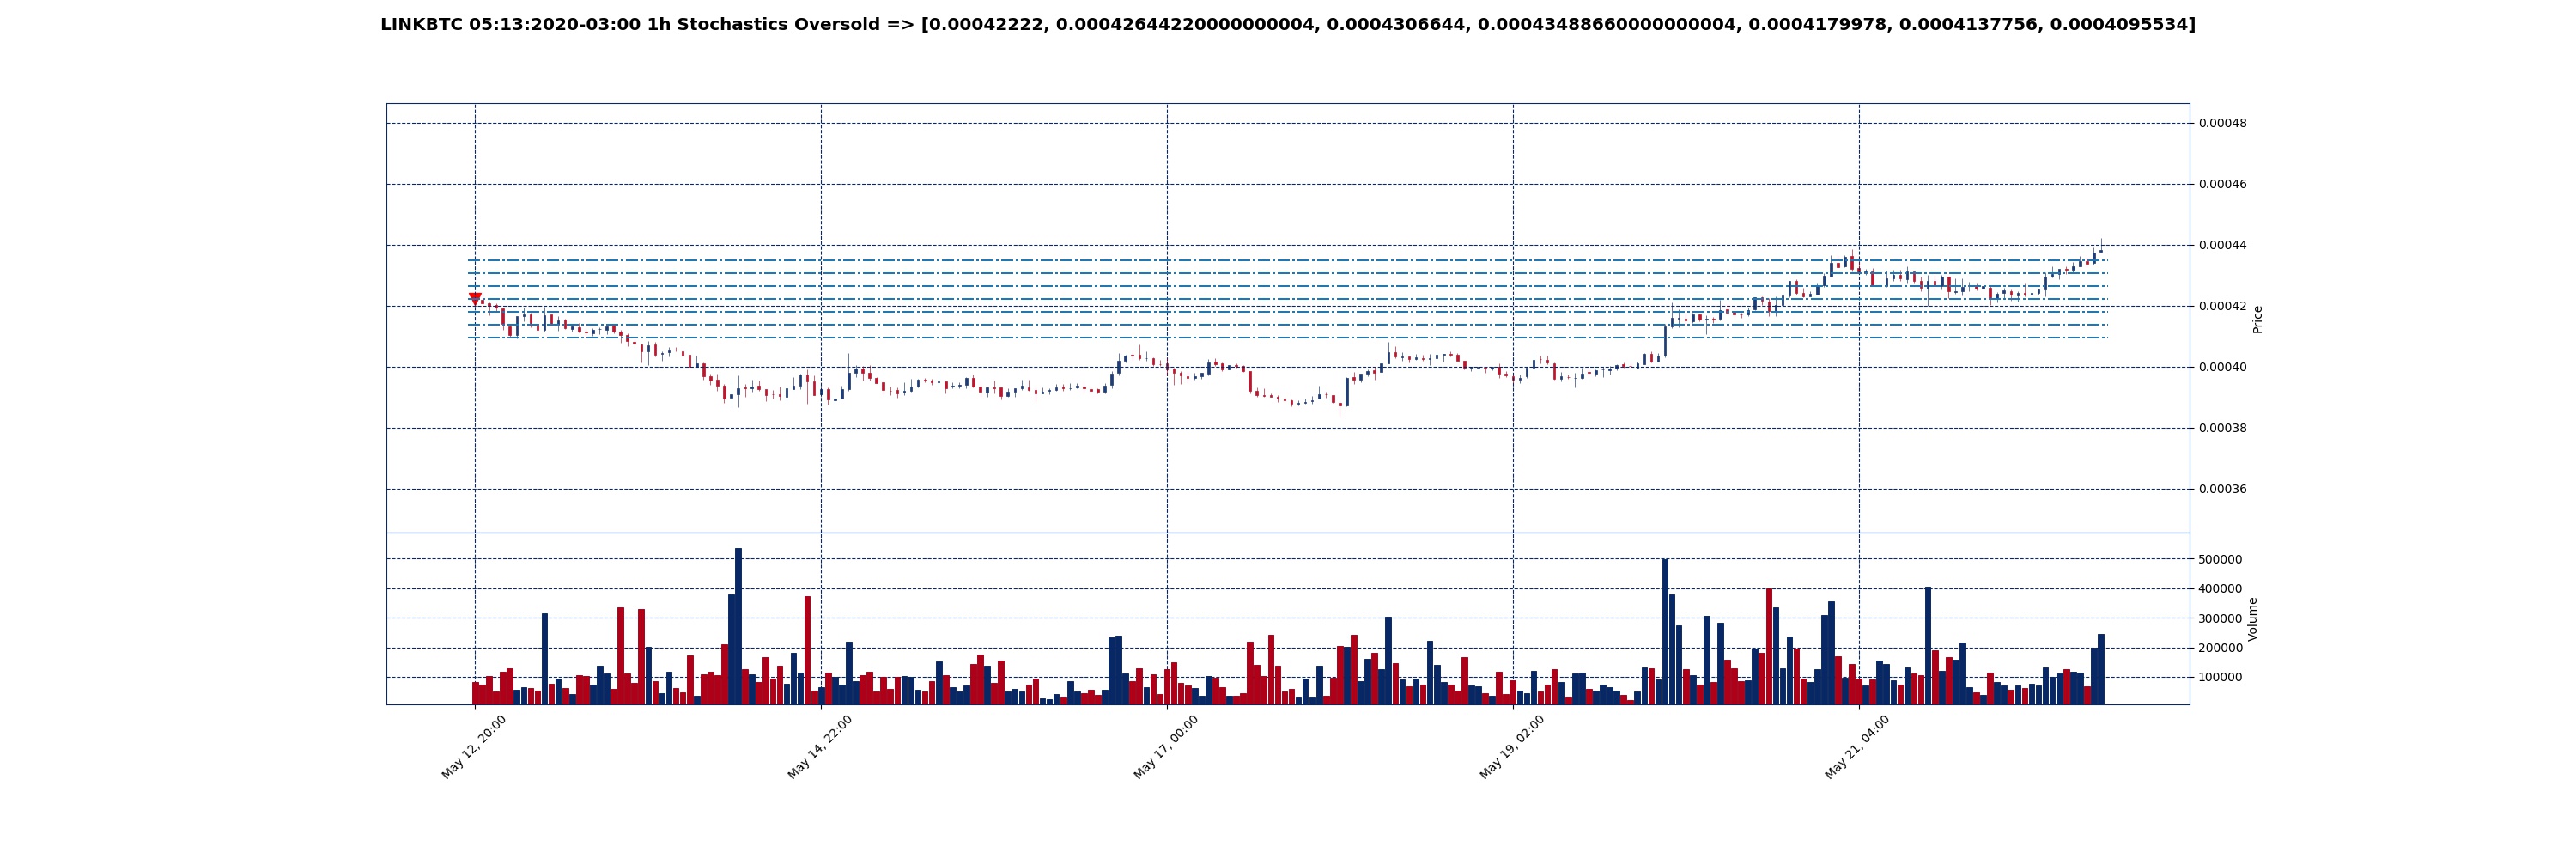 LINKBTC 05:13:2020-03:00 1h Stochastics Oversold => [0.00042222, 0.00042644220000000004, 0.0004306644, 0.00043488660000000004, 0.0004179978, 0.0004137756, 0.0004095534]
0.00048
0.00046
0.00044
0.00042
0.00040
0.00038
0.00036
Price
500000
400000
300000
200000
100000
Volume
May 12, 20:00
May 14, 22:00
May 17, 00:00
May 19, 02:00
May 21, 04:00